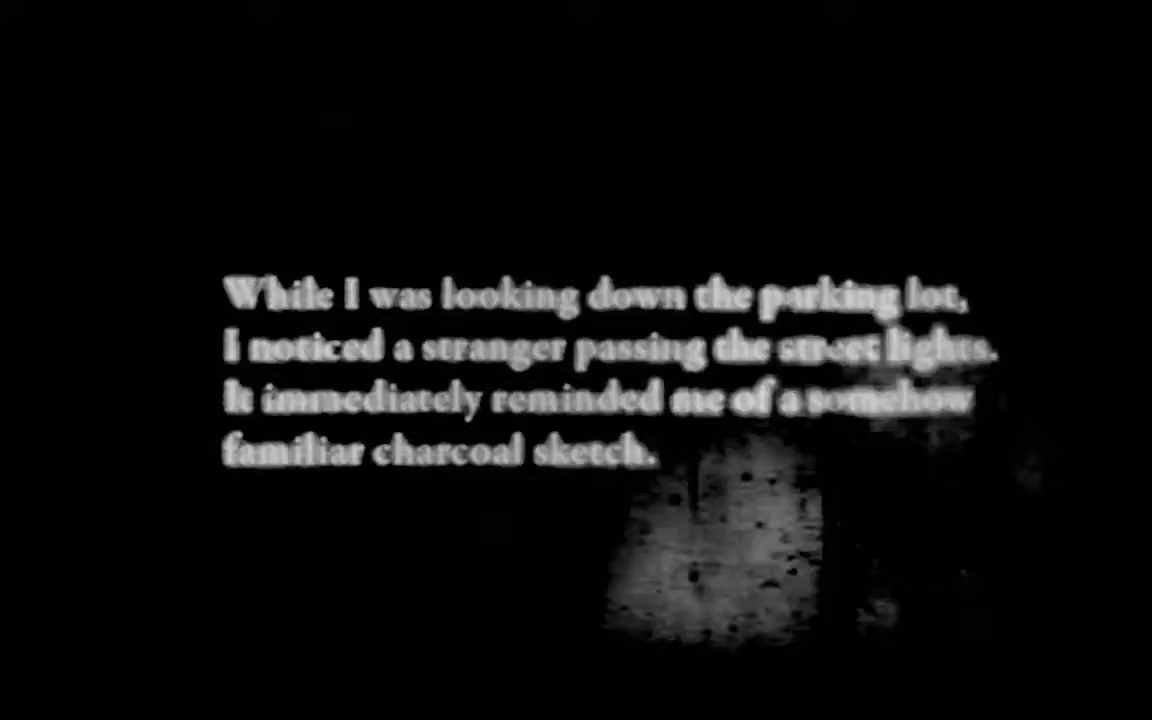 While I was looking down the parking lot,
I noticed a stranger passing the street lights.
It immediately reminded me of a somehow
familiar charcoal sketch.